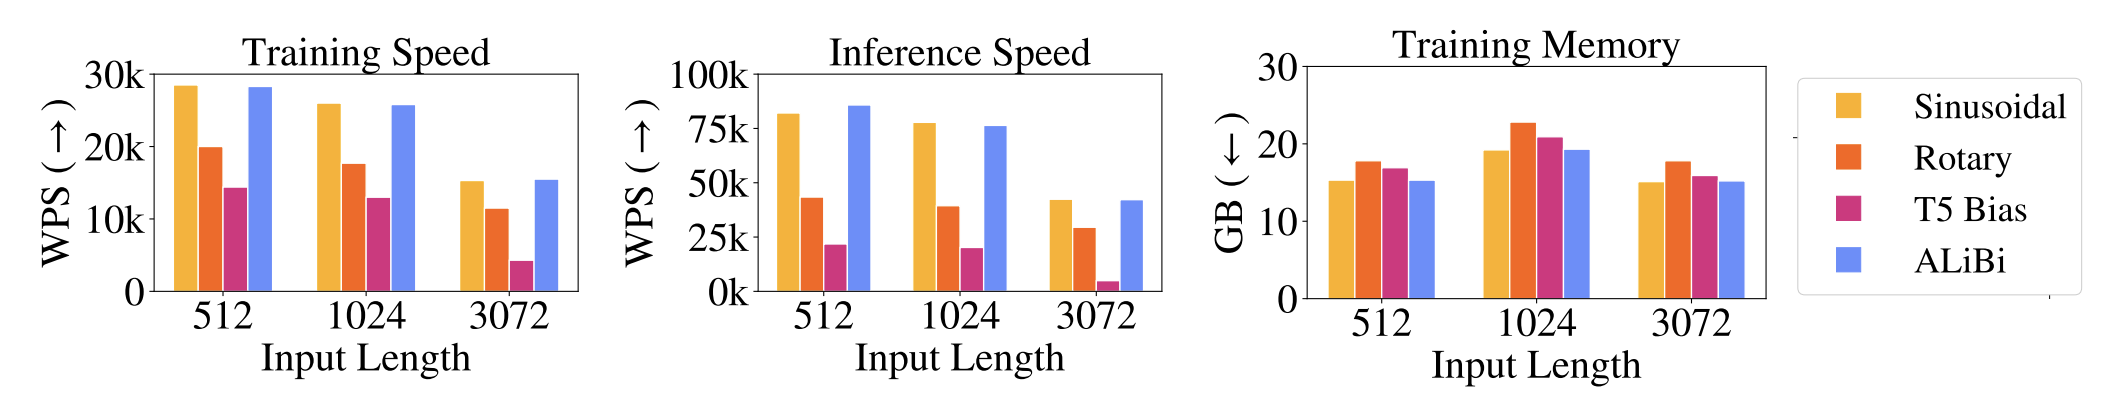 Training Speed
30k
20k
10k
0
WPS (→)
512 1024 3072
Input Length
Inference Speed
100k
75k
50k
25k
0k
WPS (→)
512 1024 3072
Input Length
Training Memory
30
20
10
0
GB (←)
512 1024 3072
Input Length
Sinusoidal
Rotary
T5 Bias
ALiBi